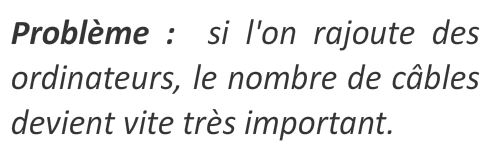 Problème : si l'on rajoute des
ordinateurs, le nombre de câbles
devient vite très important.